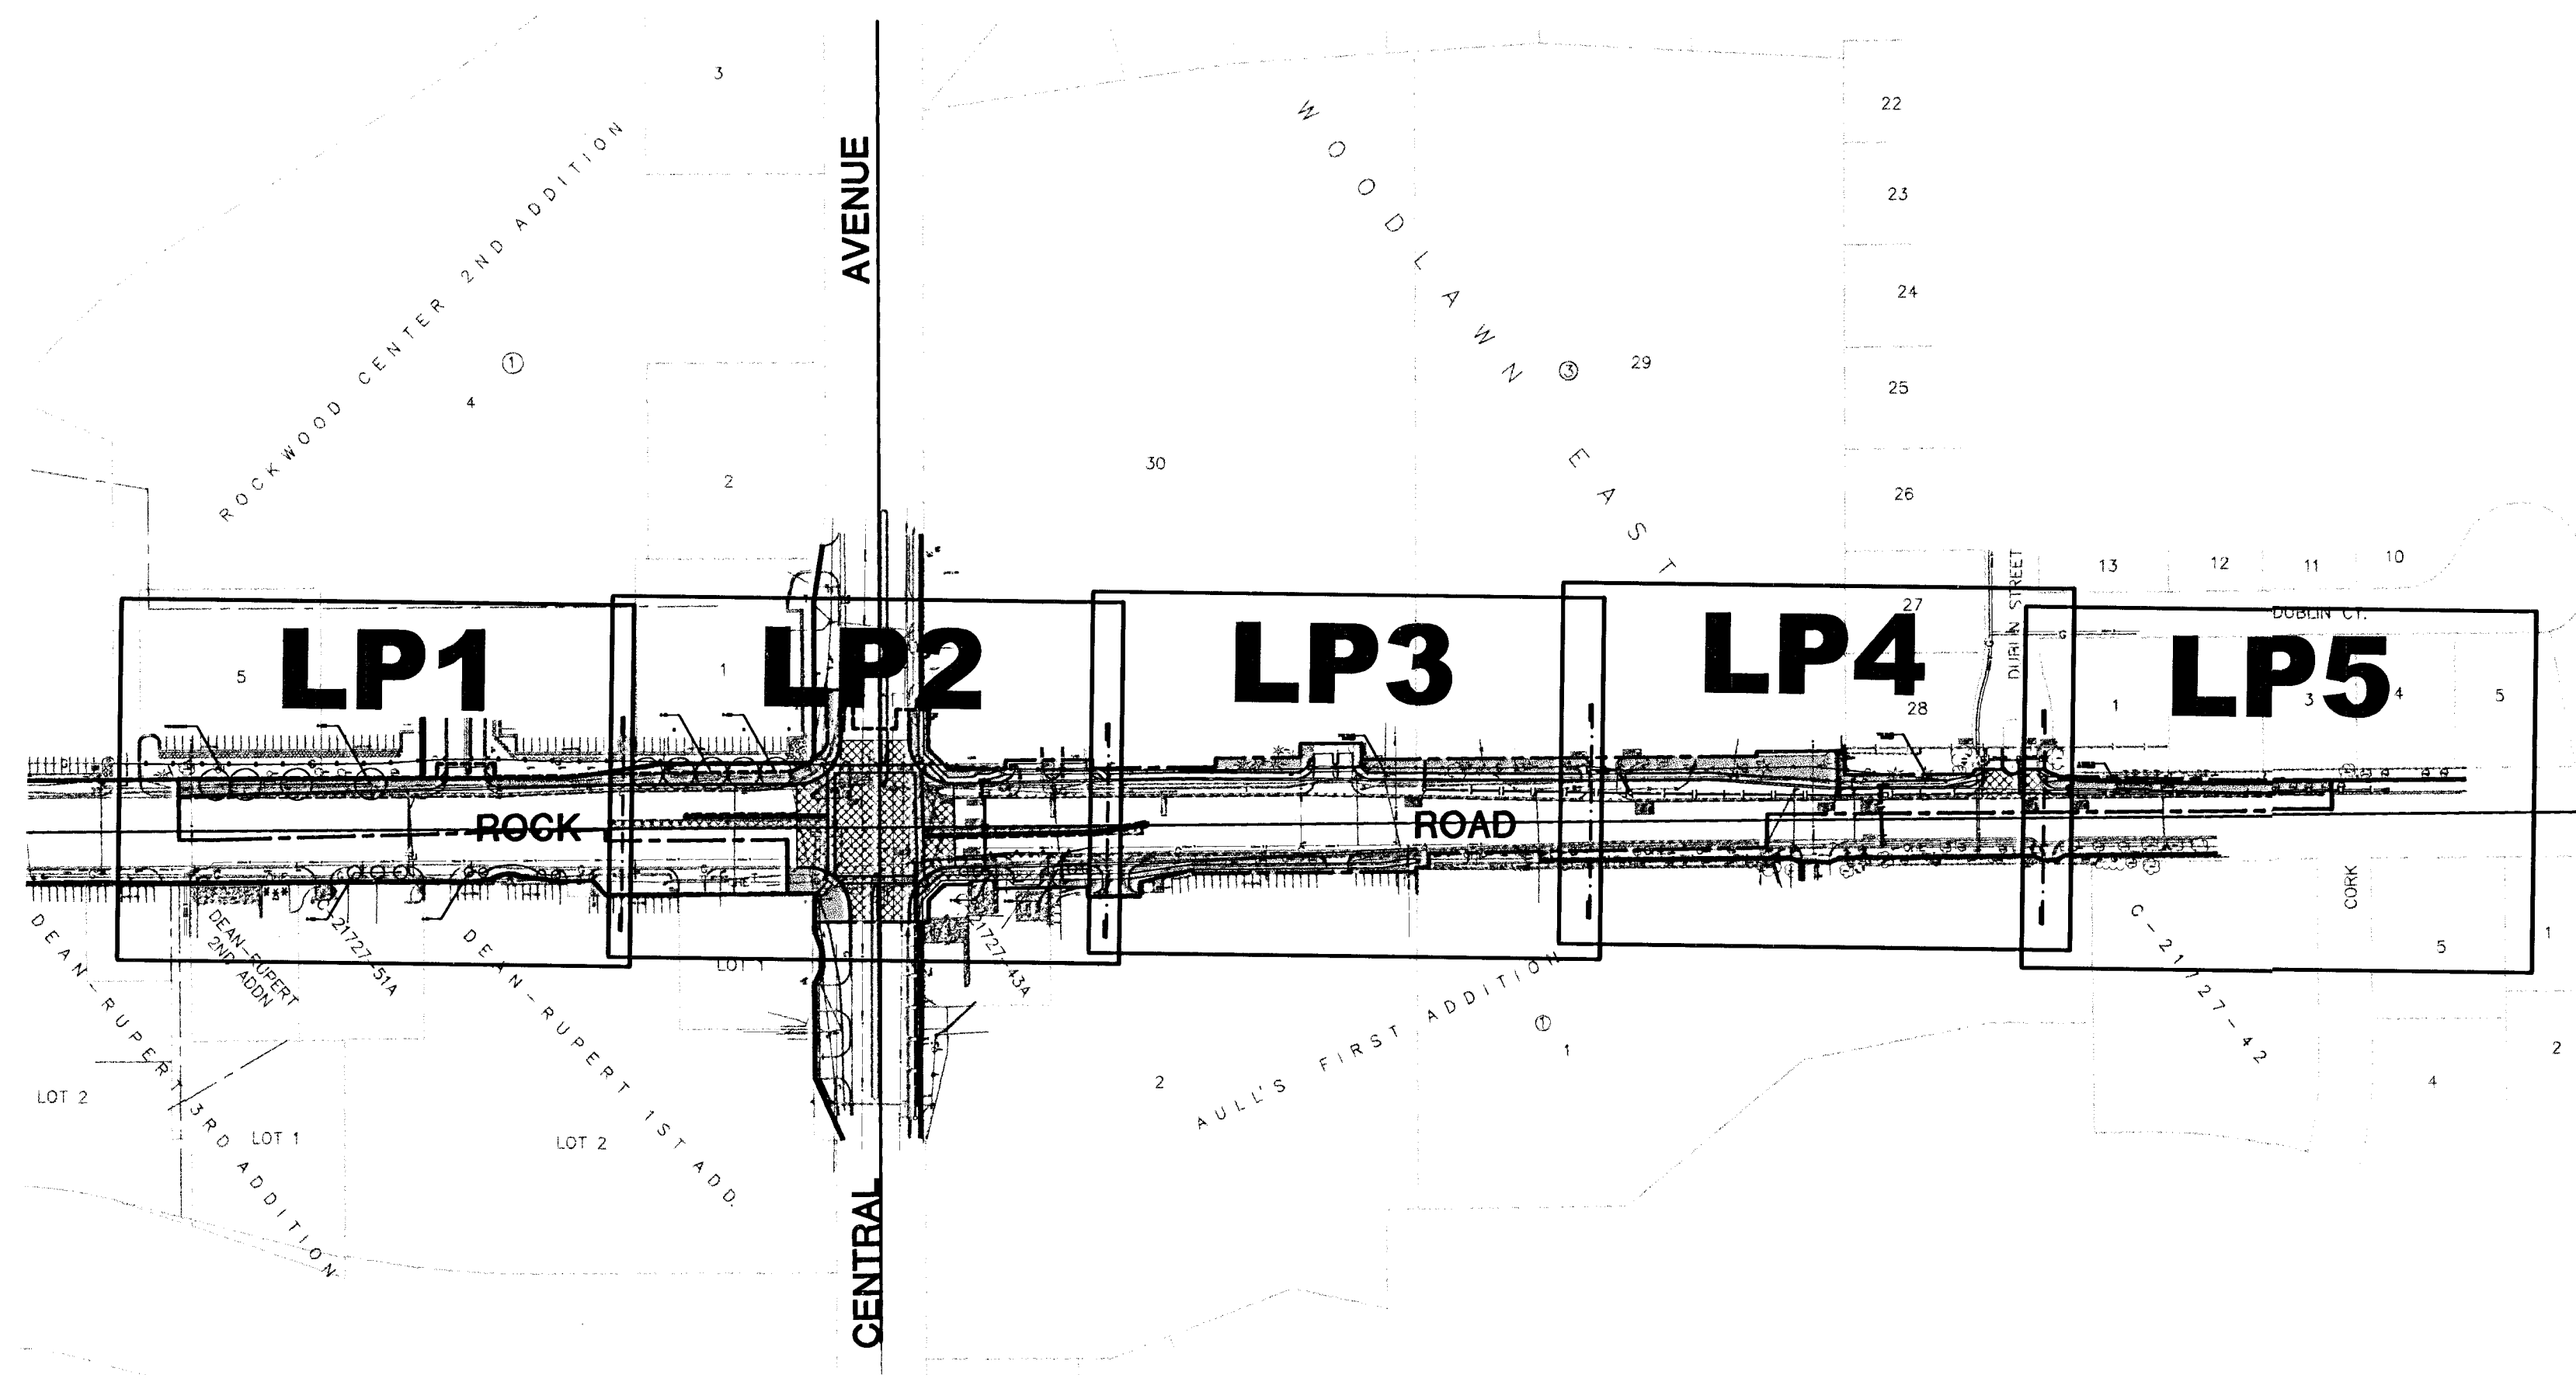 3
22
ROCKWOOD CENTER 2ND ADDITION
WOODLAWN EAST
AVENUE
23
24
1
4
3
29
25
2
30
26
DUBLIN STREET
13
12
11
10
27
DUBLIN CT.
LP1
LP2
LP3
LP4
LP5
5
1
28
1
3
4
5
ROCK
ROAD
CORK
DEAN-RUPERT 3RD ADDITION
DEAN-RUPERT
2ND ADDN
C-21727-51A
DEAN-RUPERT 1ST ADD.
LOT 1
21727-43A
C-21727-42
5
1
AULL'S FIRST ADDITION
1
1
2
2
4
LOT 2
LOT 1
LOT 2
CENTRAL